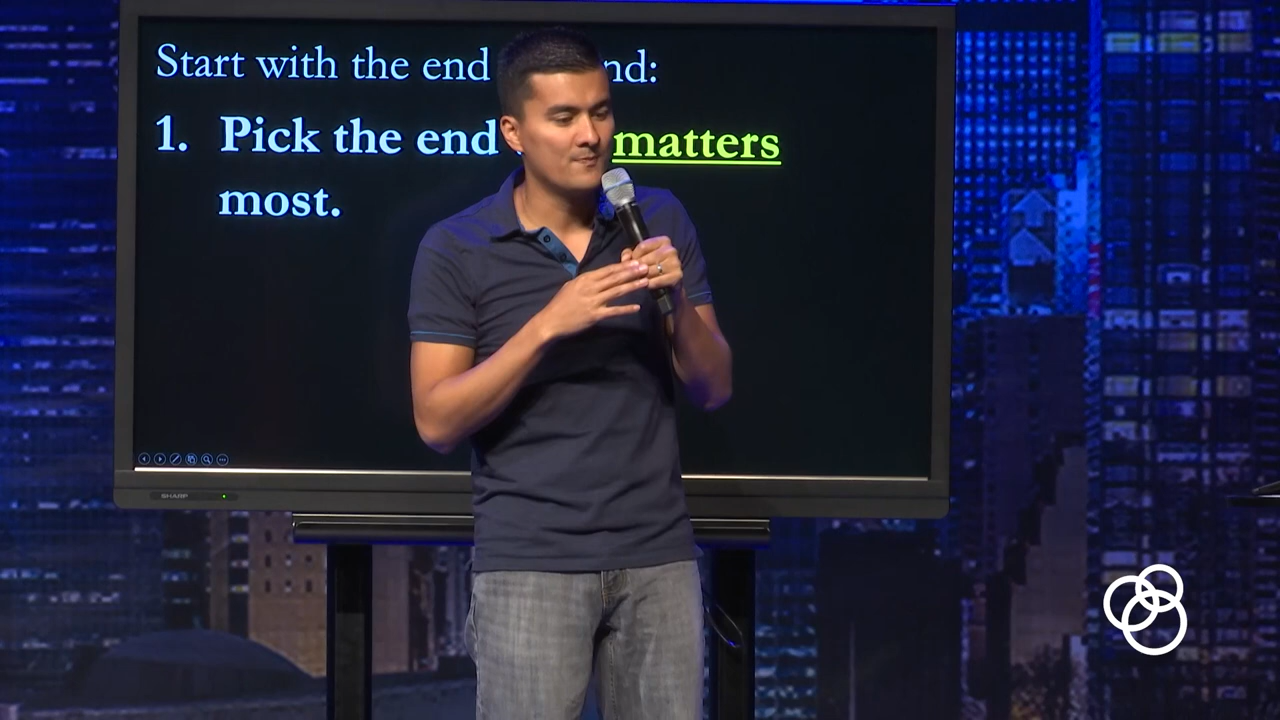 Start with the end nd:
1. Pick the end matters
most.
SHARP